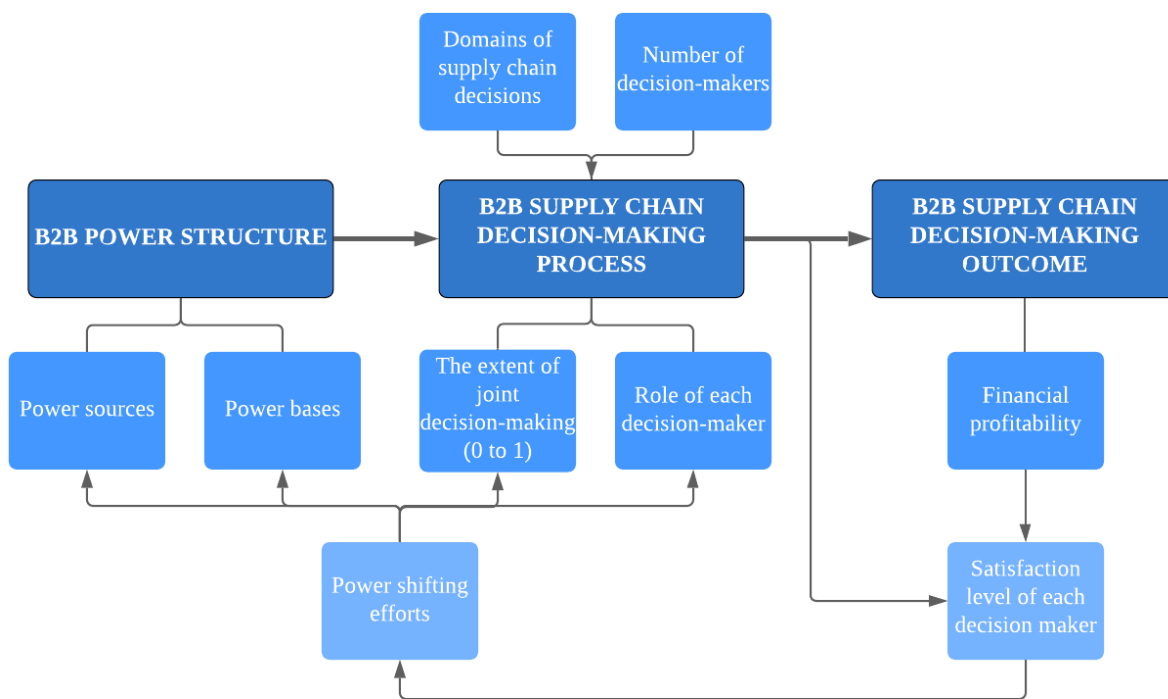 Domains of
supply chain
decisions
Number of
decision-makers
B2B POWER STRUCTURE
B2B SUPPLY CHAIN
DECISION-MAKING
PROCESS
B2B SUPPLY CHAIN
DECISION-MAKING
OUTCOME
Power sources
Power bases
The extent of
joint
decision-making
(0 to 1)
Role of each
decision-maker
Financial
profitability
Power shifting
efforts
Satisfaction
level of each
decision maker